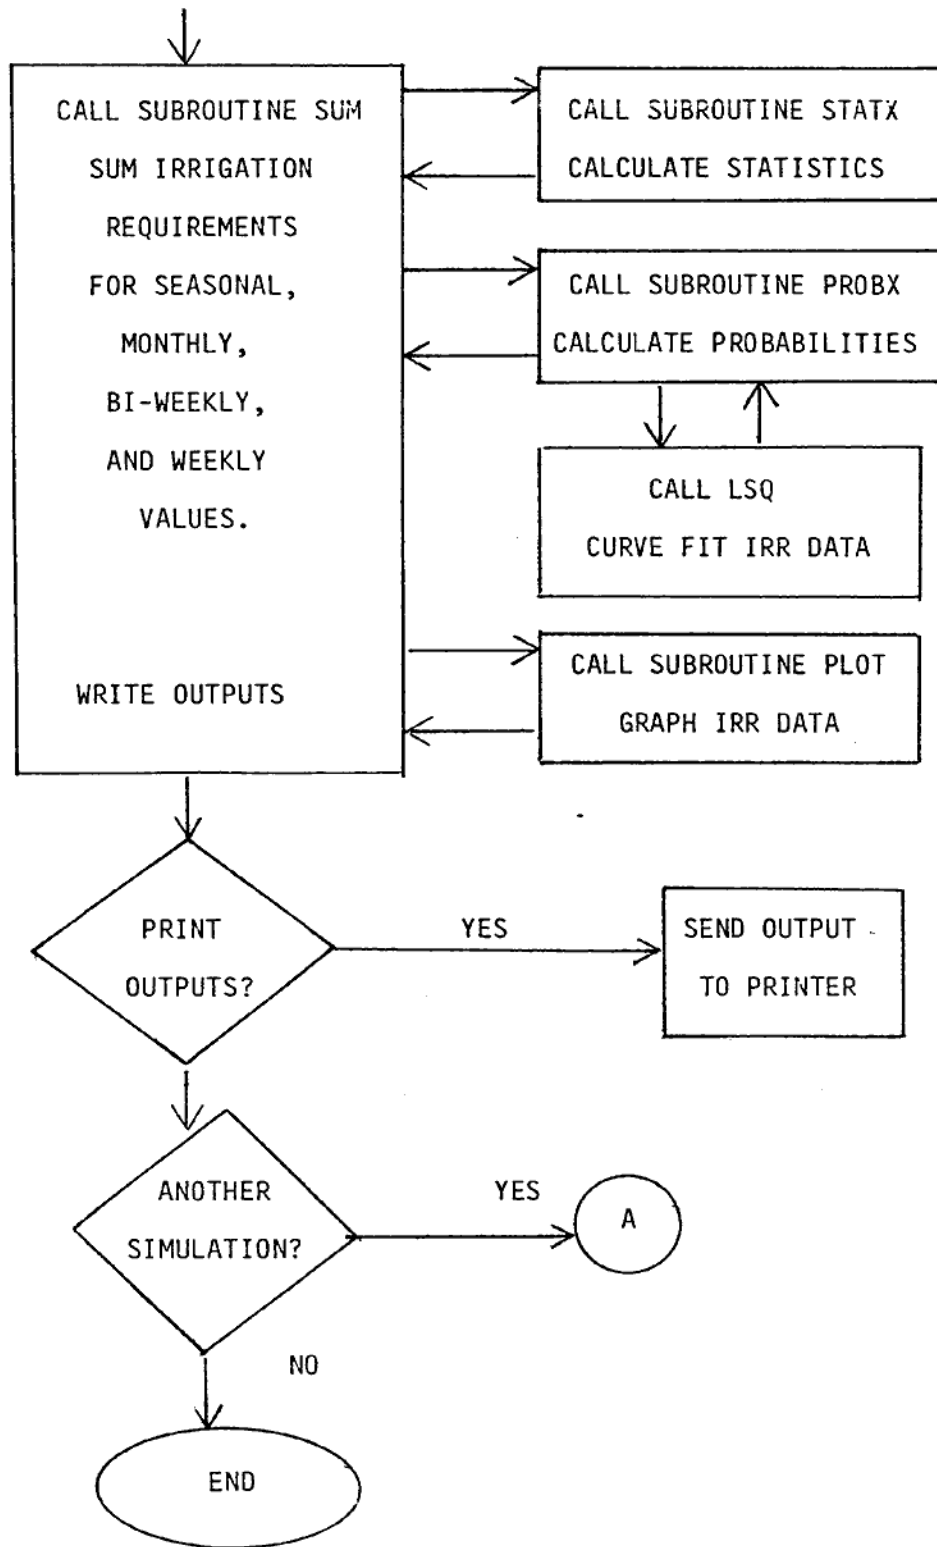 CALL SUBROUTINE SUM
SUM IRRIGATION
REQUIREMENTS
FOR SEASONAL,
MONTHLY,
BI-WEEKLY,
AND WEEKLY
VALUES.
WRITE OUTPUTS
CALL SUBROUTINE STATX
CALCULATE STATISTICS
CALL SUBROUTINE PROBX
CALCULATE PROBABILITIES
CALL LSQ
CURVE FIT IRR DATA
CALL SUBROUTINE PLOT
GRAPH IRR DATA
PRINT
OUTPUTS?
YES
SEND OUTPUT
TO PRINTER
ANOTHER
SIMULATION?
YES
A
NO
END